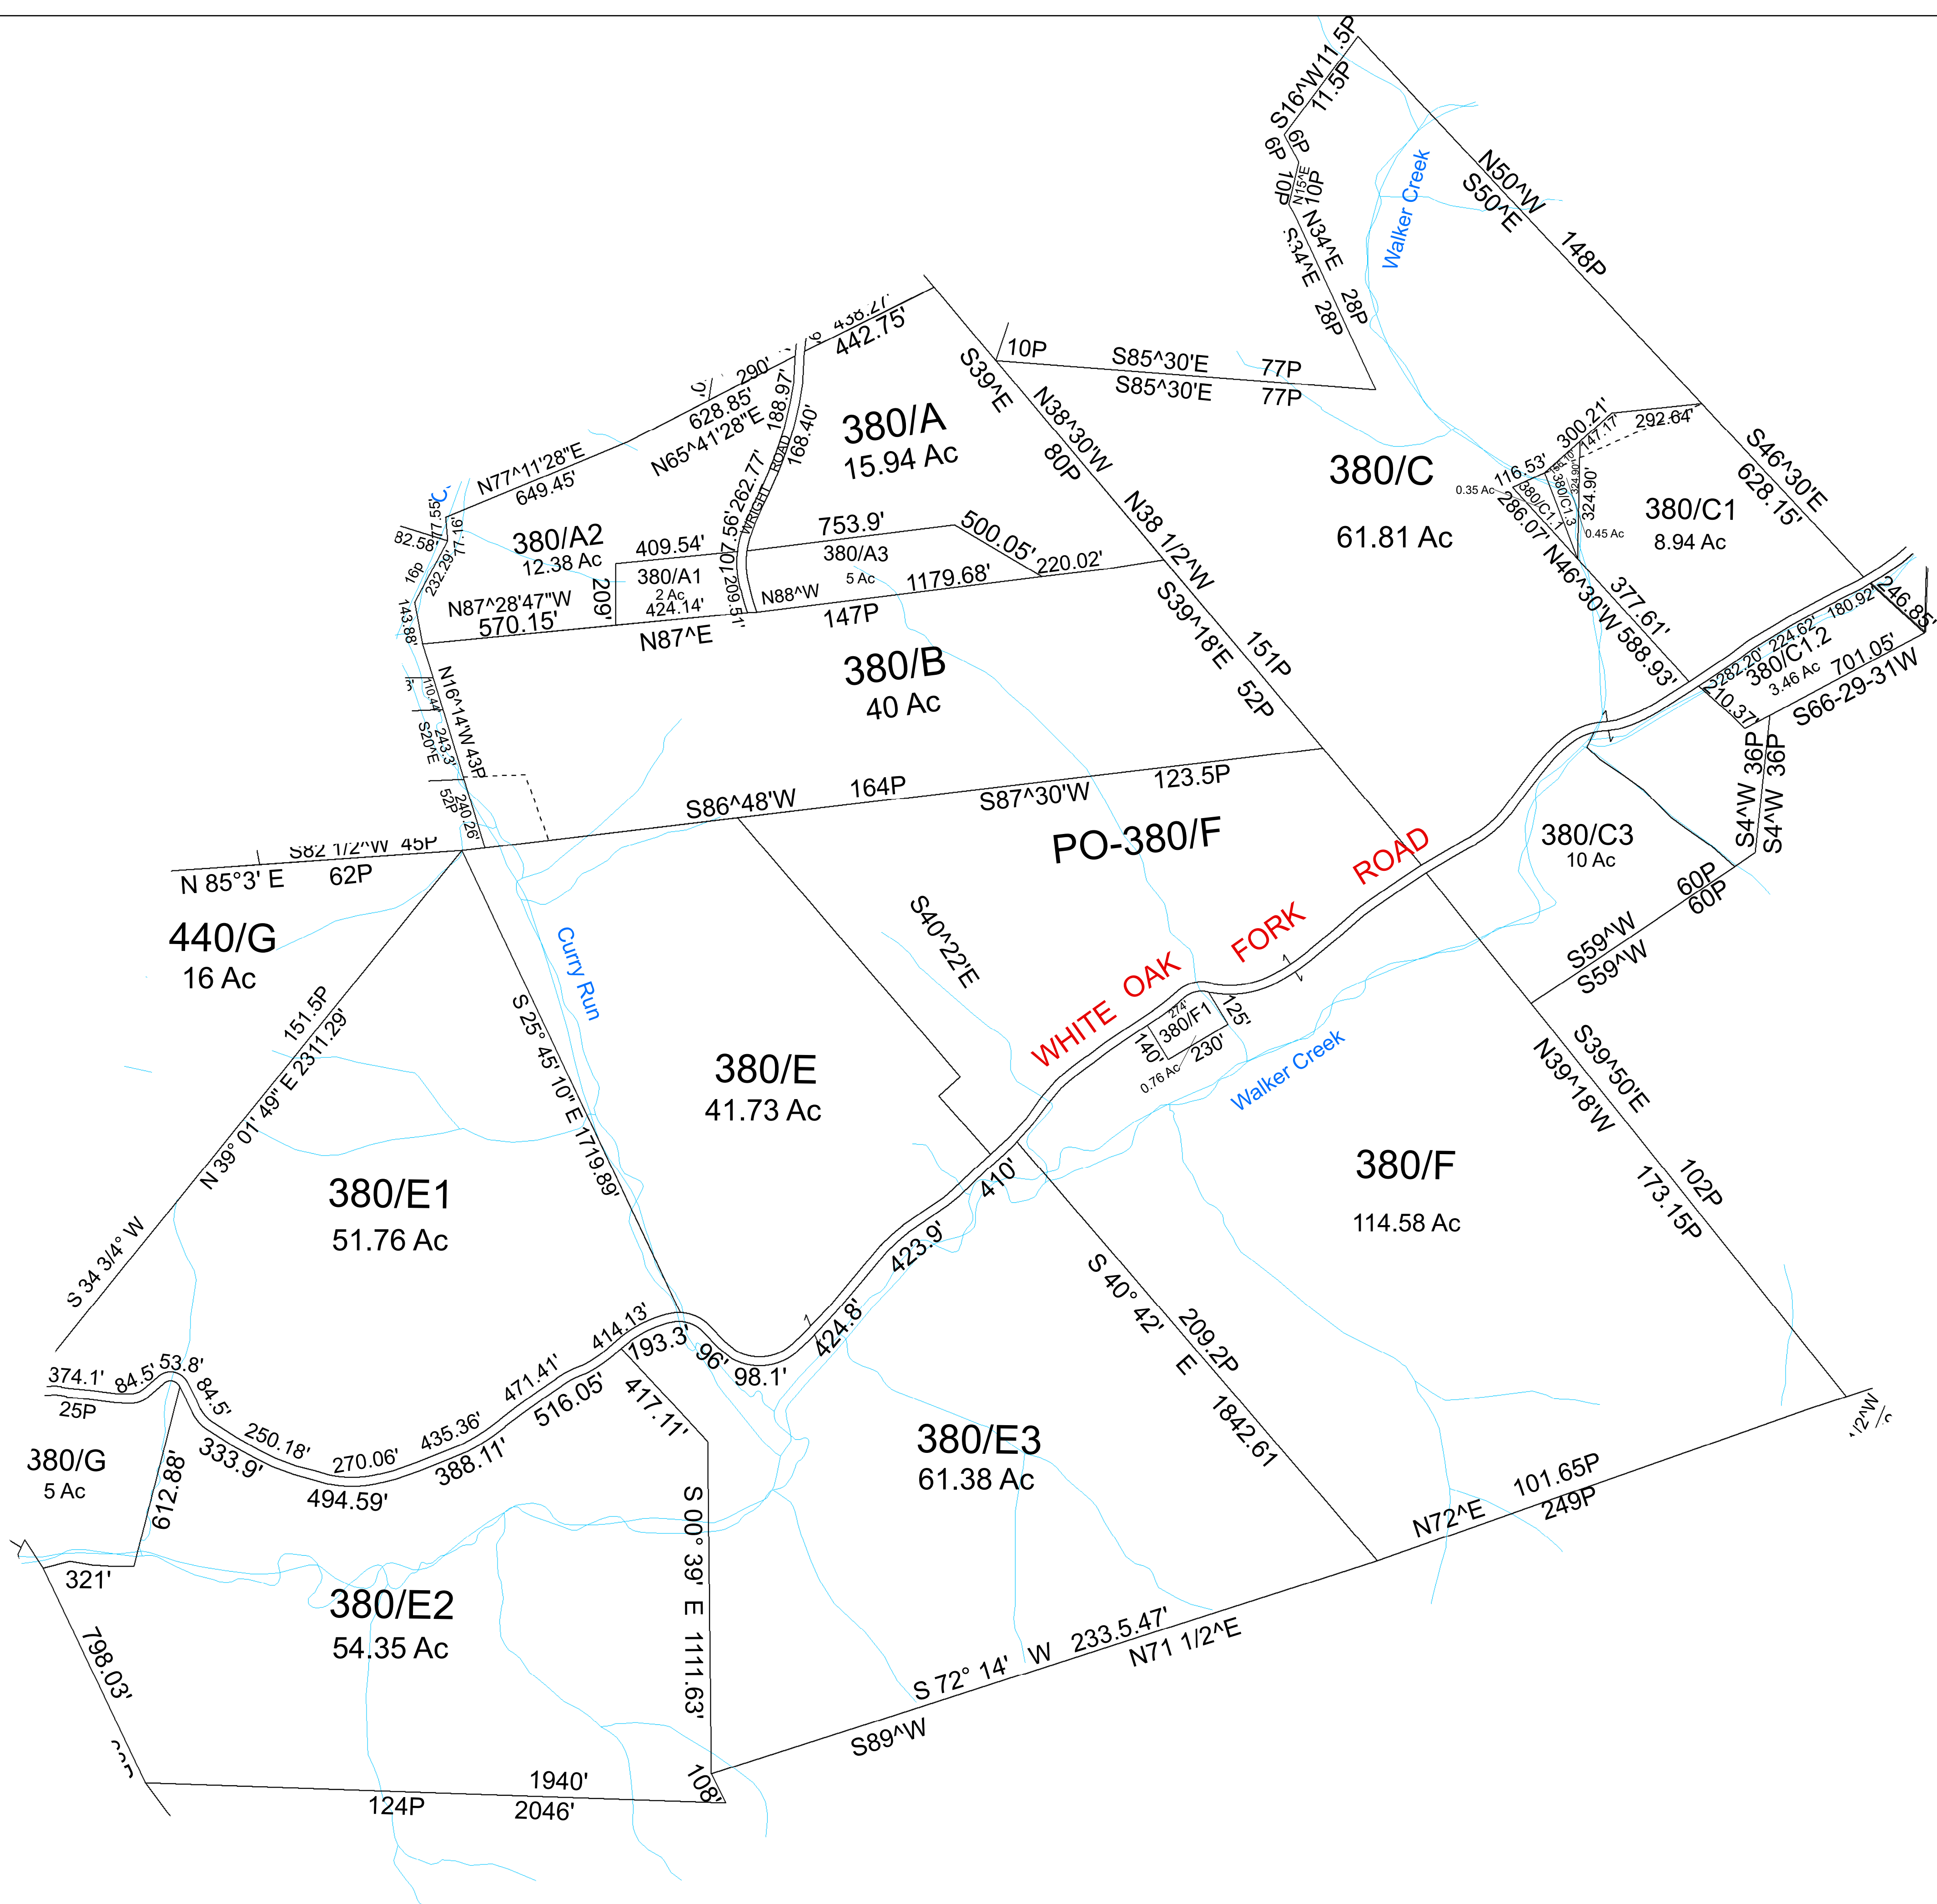 S16^W11.5P
11.5P
6P
6P
10P
N15^E
10P
N34^E
S34^E
28P
28P
Walker Creek
N50^W
S50^E
148P
438.27'
442.75'
290'
628.85'
N65^41'28"E
N77^11'28"E
649.45'
188.97'
168.40'
262.77'
WRIGHT ROAD
107.56'
209.51'
380/A
15.94 Ac
10P
S85^30'E 77P
S85^30'E 77P
S39^E
80P
N38^30'W
N38 1/2^W
S39^18'E
151P
52P
380/C
61.81 Ac
300.21'
147.17'
292.64'
116.53'
156.10'
324.90'
324.90'
0.35 Ac
380/C1.1
380/C1.3
0.45 Ac
286.07'
N46^30'W 588.93'
377.61'
S46^30'E
628.15'
380/C1
8.94 Ac
77.55'
77.16'
82.58'
16p
232.29'
143.88'
380/A2
12.38 Ac
N87^28'47"W
570.15'
409.54'
209'
380/A1
2 Ac
424.14'
753.9'
500.05'
380/A3
5 Ac
N88^W
1179.68'
220.02'
N87^E
147P
380/B
40 Ac
246.85'
180.92'
224.62'
282.20'
380/C1.2
3.46 Ac
701.05'
S66-29-31W
210.37'
S4^W 36P
S4^W 36P
110.44'
N16^14'W 43P
S20^E
243.3'
52P
240.26'
S86^48'W
164P
S87^30'W
123.5P
PO-380/F
S82 1/2^W 45P
N 85°3' E 62P
440/G
16 Ac
380/C3
10 Ac
60P
60P
S59^W
S59^W
WHITE OAK FORK ROAD
Curry Run
S40^22'E
151.5P
N 39° 01' 49" E 2311.29'
S 34 3/4° W
S 25° 45' 10" E 1719.89'
380/E
41.73 Ac
274'
380/F1
125'
140'
230'
0.76 Ac
Walker Creek
S39^50'E
N39^18'W
102P
173.15P
380/F
114.58 Ac
380/E1
51.76 Ac
410'
423.9'
424.8'
98.1'
96'
193.3'
414.13'
471.41'
516.05'
435.36'
388.11'
270.06'
494.59'
250.18'
333.9'
84.5'
53.8'
84.5'
374.1'
25P
380/G
5 Ac
612.88'
321'
417.11'
S 40° 42' E
209.2P
1842.61
380/E3
61.38 Ac
N72^E
101.65P
249P
1/2^W
S 00° 39' E 1111.63'
S 72° 14' W 233.5.47'
N71 1/2^E
S89^W
380/E2
54.35 Ac
798.03'
108'
1940'
124P
2046'